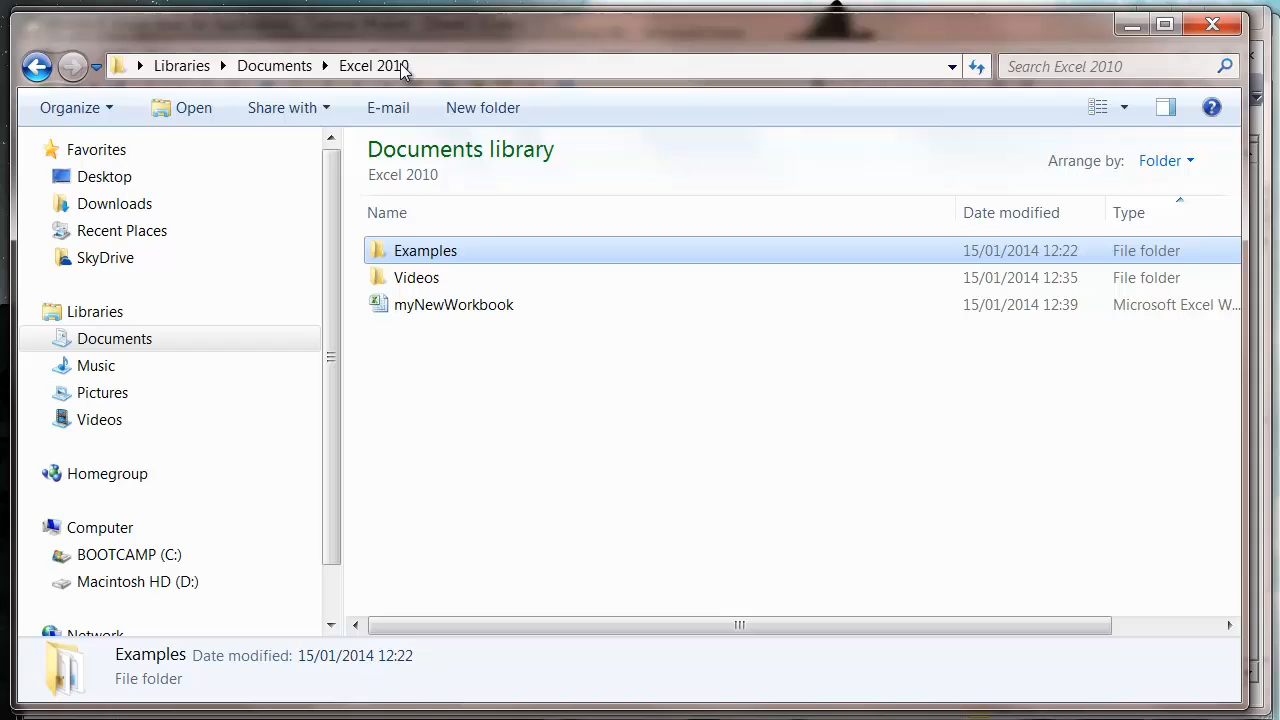 Libraries Documents Excel 2010
Search Excel 2010
Organize Open Share with E-mail New folder
Favorites
Desktop
Downloads
Recent Places
SkyDrive
Libraries
Documents
Music
Pictures
Videos
Homegroup
Computer
BOOTCAMP (C:)
Macintosh HD (D:)
Network
Documents library
Excel 2010
Arrange by: Folder
Name Date modified Type
Examples 15/01/2014 12:22 File folder
Videos 15/01/2014 12:35 File folder
myNewWorkbook 15/01/2014 12:39 Microsoft Excel W...
Examples Date modified: 15/01/2014 12:22
File folder